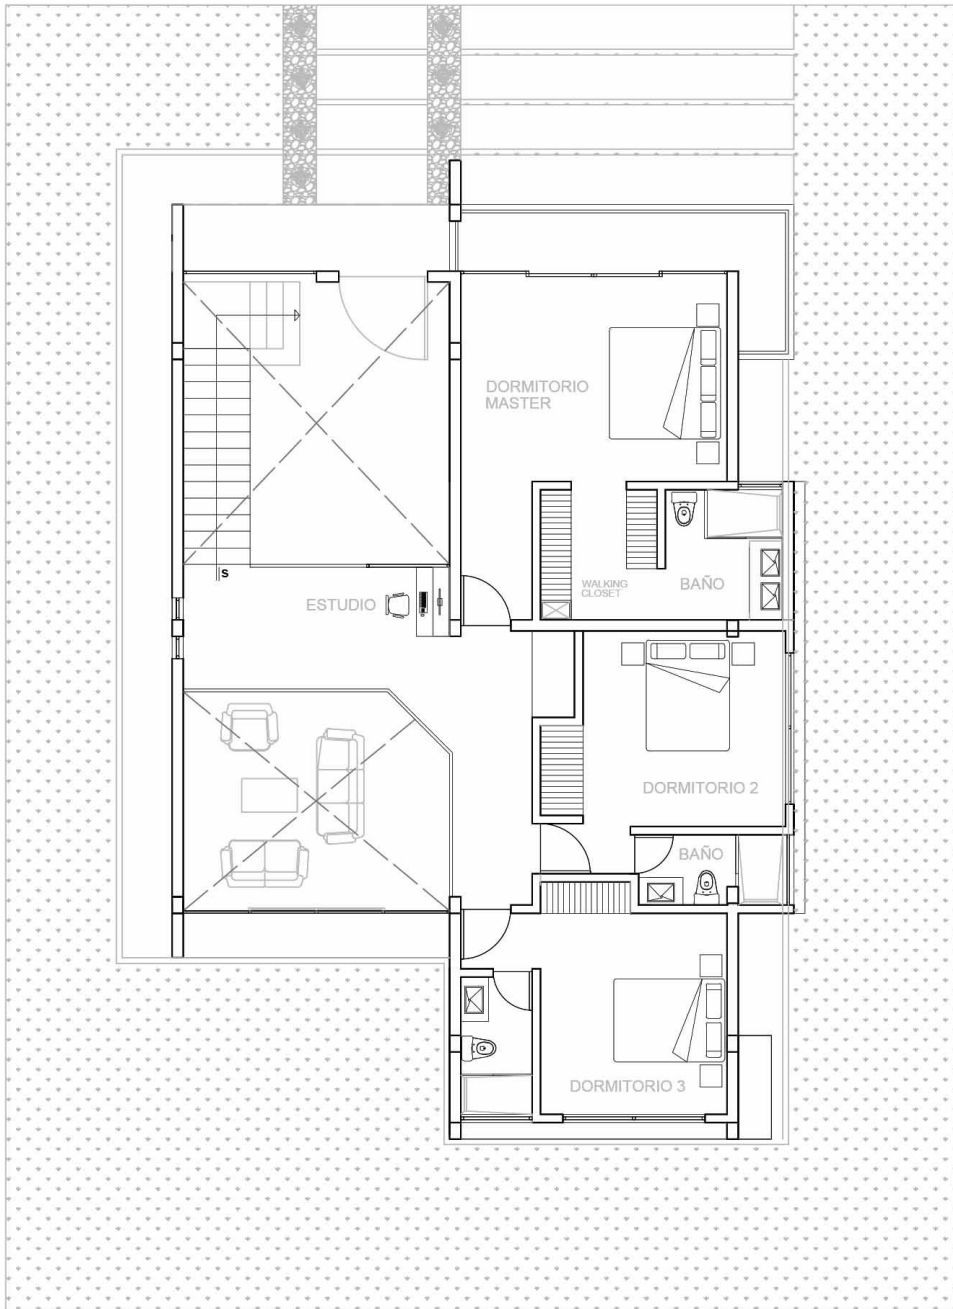 DORMITORIO
MASTER
S
ESTUDIO
WALKING
CLOSET
BAÑO
DORMITORIO 2
BAÑO
DORMITORIO 3